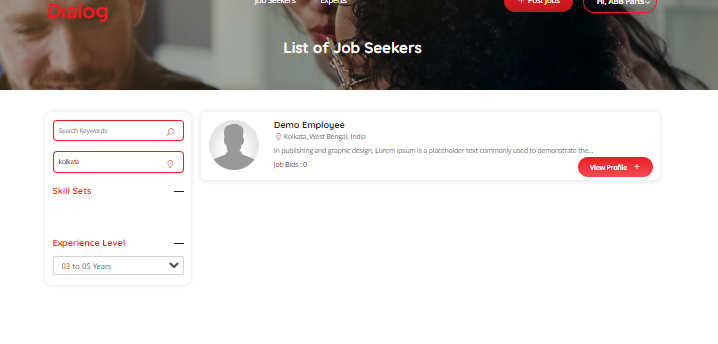 Dialog
Job Seekers
Experts
+ Post Jobs
Hi, ABB Parts
List of Job Seekers
Search Keywords
kolkata
Skill Sets
Experience Level
03 to 05 Years
Demo Employee
Kolkata, West Bengal, India
In publishing and graphic design, Lorem ipsum is a placeholder text commonly used to demonstrate the...
Job Bids : 0
View Profile +